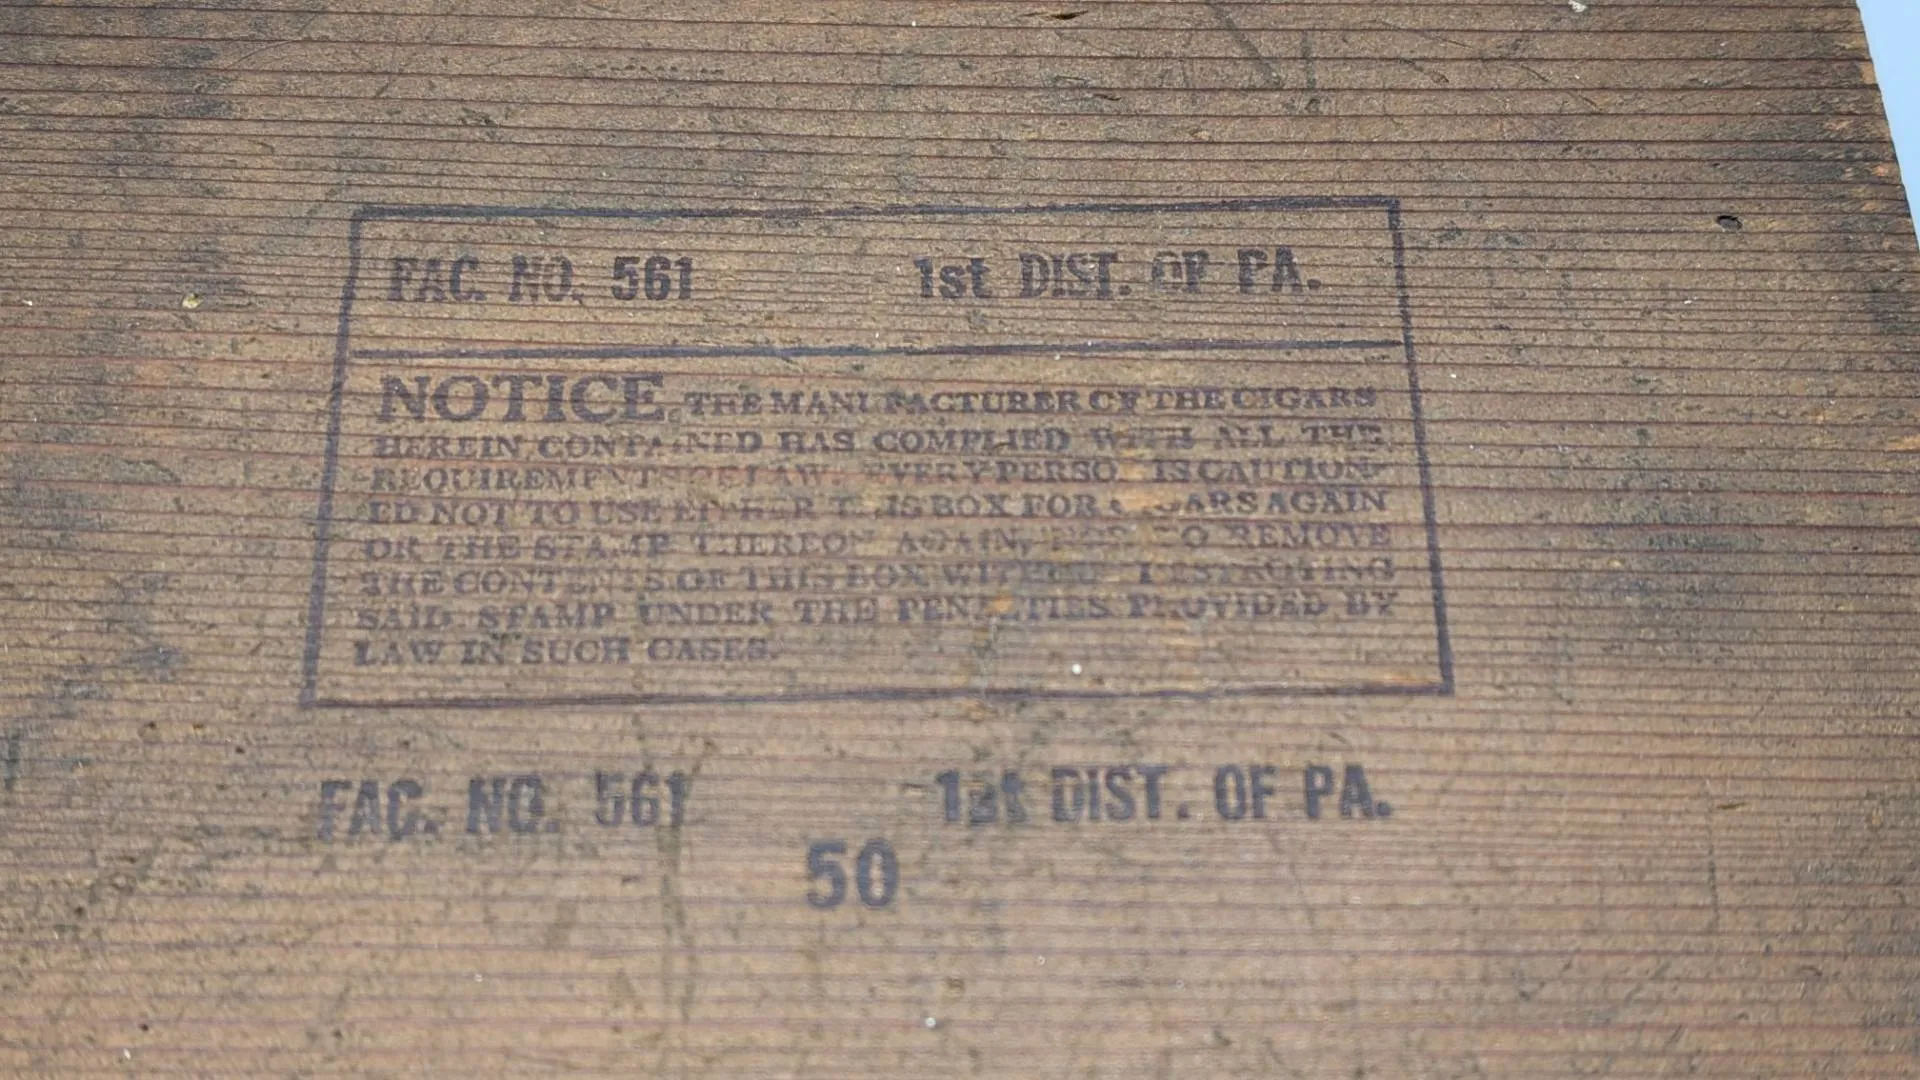 FAC. NO. 561 1st DIST. OF PA.
NOTICE. THE MANUFACTURER OF THE CIGARS
HEREIN CONTAINED HAS COMPLIED WITH ALL THE
REQUIREMENTS OF LAW. EVERY PERSON IS CAUTION-
ED NOT TO USE EITHER THIS BOX FOR CIGARS AGAIN
OR THE STAMP THEREON AGAIN, NOR TO REMOVE
THE CONTENTS OF THIS BOX WITHOUT DESTROYING
SAID STAMP UNDER THE PENALTIES PROVIDED BY
LAW IN SUCH CASES.
FAC. NO. 561 1st DIST. OF PA.
50